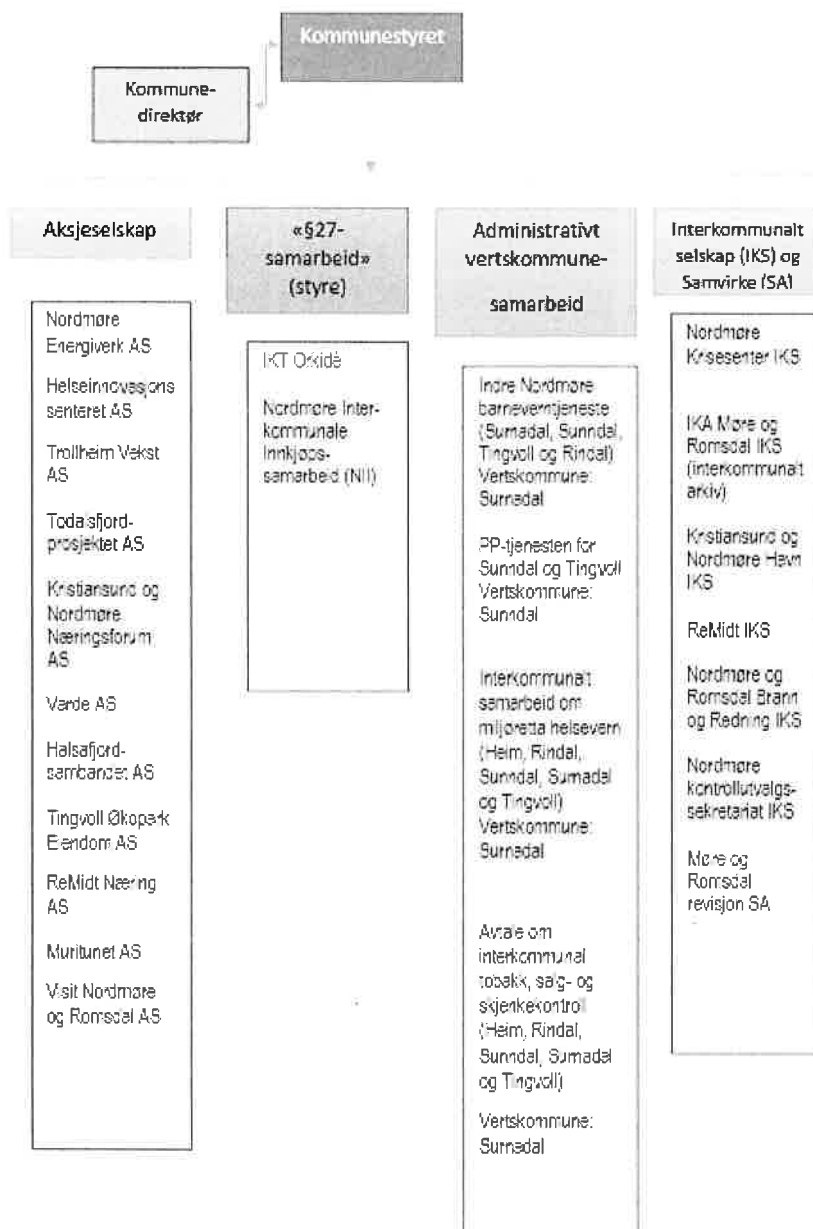 Kommunestyret
Kommune-
direktør
Aksjeselskap
Nordmøre
Energiverk AS
Helseinnovasjons
senteret AS
Trollheim Vekst
AS
Todalsfjord-
prosjektet AS
Kristiansund og
Nordmøre
Næringsforum
AS
Varde AS
Halsafjord-
sambandet AS
Tingvoll Økopark
Eiendom AS
ReMidt Næring
AS
Muritunet AS
Visit Nordmøre
og Romsdal AS
«§27-
samarbeid»
(styre)
IKT Orkidé
Nordmøre Inter-
kommunale
Innkjøps-
samarbeid (NII)
Administrativt
vertskommune-
samarbeid
Indre Nordmøre
barneverntjeneste
(Surnadal, Sunndal,
Tingvoll og Rindal)
Vertskommune:
Surnadal
PP-tjenesten for
Sunndal og Tingvoll
Vertskommune:
Sunndal
Interkommunalt
samarbeid om
miljøretta helsevern
(Heim, Rindal,
Sunndal, Surnadal
og Tingvoll)
Vertskommune:
Surnadal
Avtale om
interkommunal
tobakk, salg- og
skjenkekontroll
(Heim, Rindal,
Sunndal, Surnadal
og Tingvoll)
Vertskommune:
Surnadal
Interkommunalt
selskap (IKS) og
Samvirke (SA)
Nordmøre
Krisesenter IKS
IKA Møre og
Romsdal IKS
(interkommunalt
arkiv)
Kristiansund og
Nordmøre Havn
IKS
ReMidt IKS
Nordmøre og
Romsdal Brann
og Redning IKS
Nordmøre
kontrollutvalgs-
sekretariat IKS
Møre og
Romsdal
revisjon SA